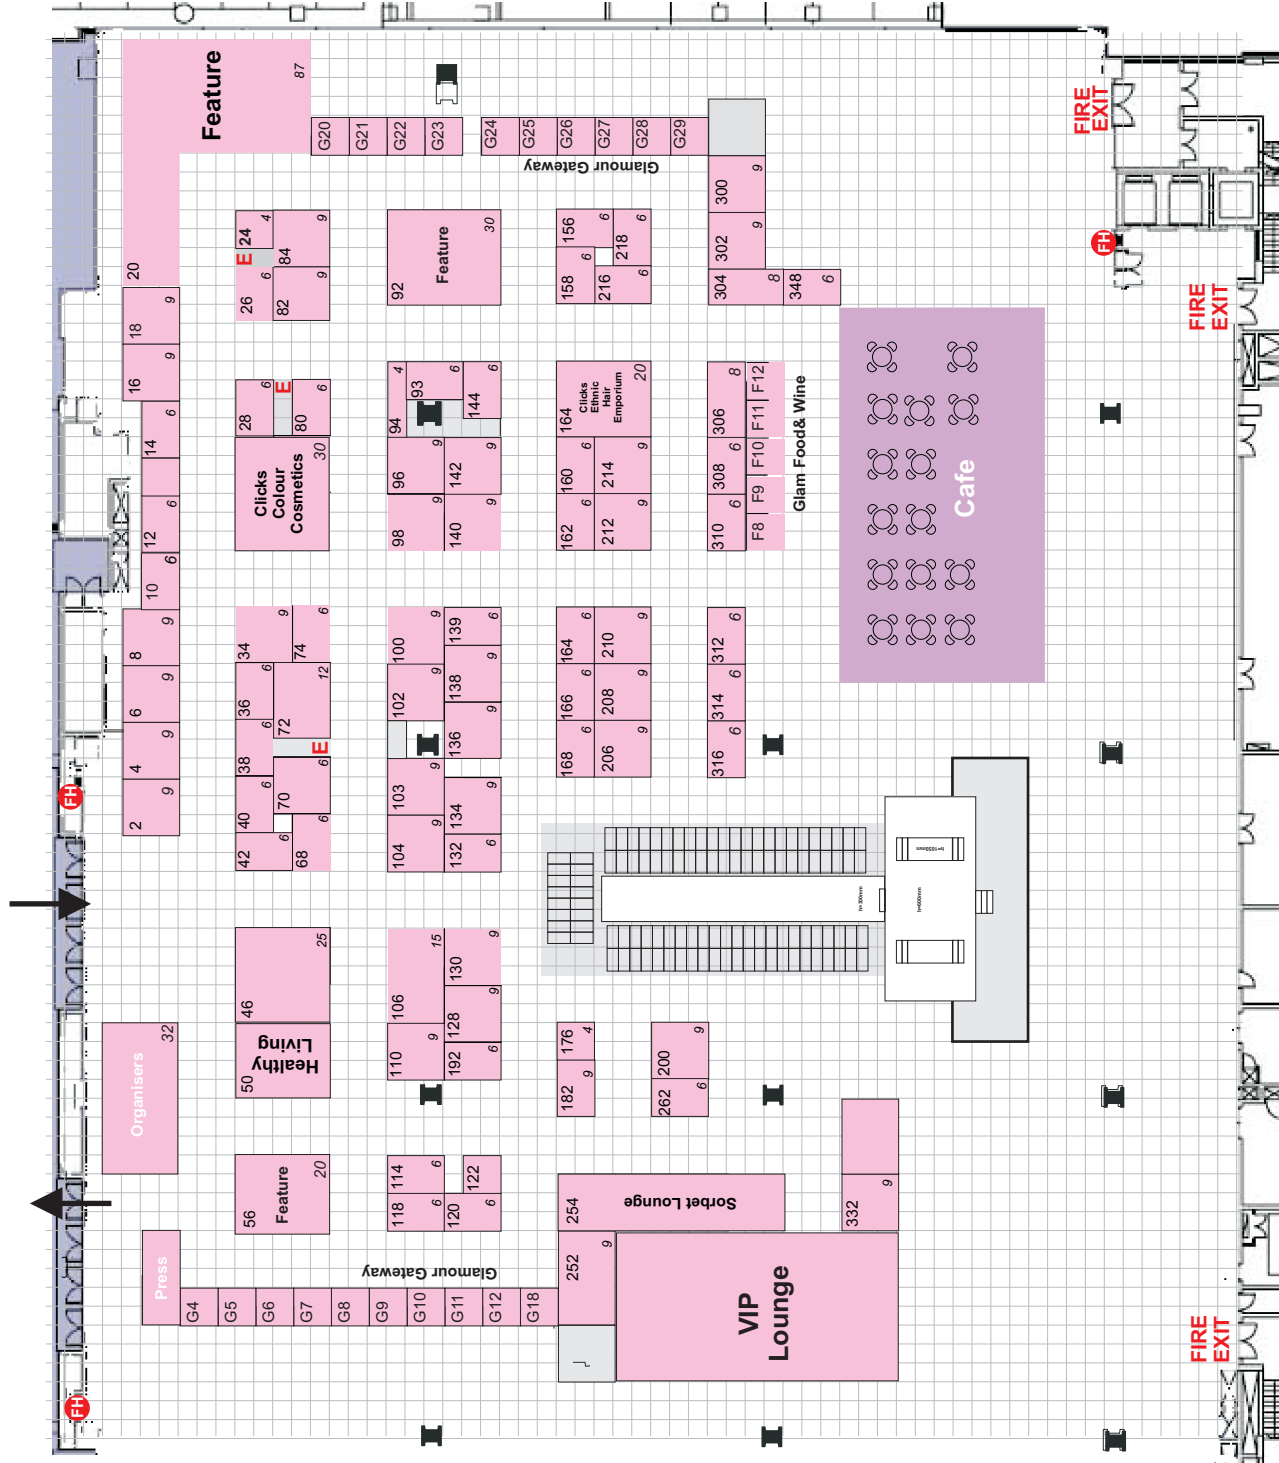 Feature
87
20
G20
G21
G22
G23
G24
G25
G26
G27
G28
G29
Glamour Gateway
FIRE
EXIT
FH
FIRE
EXIT
300
9
302
9
304
8
348
6
24
4
E
84
9
26
6
82
9
92
Feature
30
156
6
218
6
158
6
216
6
18
9
16
9
14
6
12
6
10
6
8
9
6
9
4
9
2
9
FH
28
6
E
80
6
Clicks
Colour
Cosmetics
30
94
4
93
6
144
6
96
9
142
9
98
9
140
9
164
Clicks
Ethnic
Hair
Emporium
20
160
6
214
9
162
6
212
9
306
8
308
6
310
6
F12
F11
F10
F9
F8
Glam Food& Wine
Cafe
34
9
74
6
36
6
72
12
38
6
E
40
6
70
6
42
6
68
6
100
9
139
6
102
9
138
9
136
9
103
9
134
9
104
9
132
6
164
6
210
9
166
6
208
9
168
6
206
9
312
6
314
6
316
6
h=1050mm
h=600mm
h= 300mm
46
25
50
Healthy
Living
106
15
130
9
128
9
110
9
192
6
176
4
182
9
200
9
262
6
Organisers
32
56
Feature
20
114
6
122
118
6
120
6
254
Sorbet Lounge
332
9
252
9
VIP
Lounge
Press
Glamour Gateway
G4
G5
G6
G7
G8
G9
G10
G11
G12
G18
FH
FIRE
EXIT